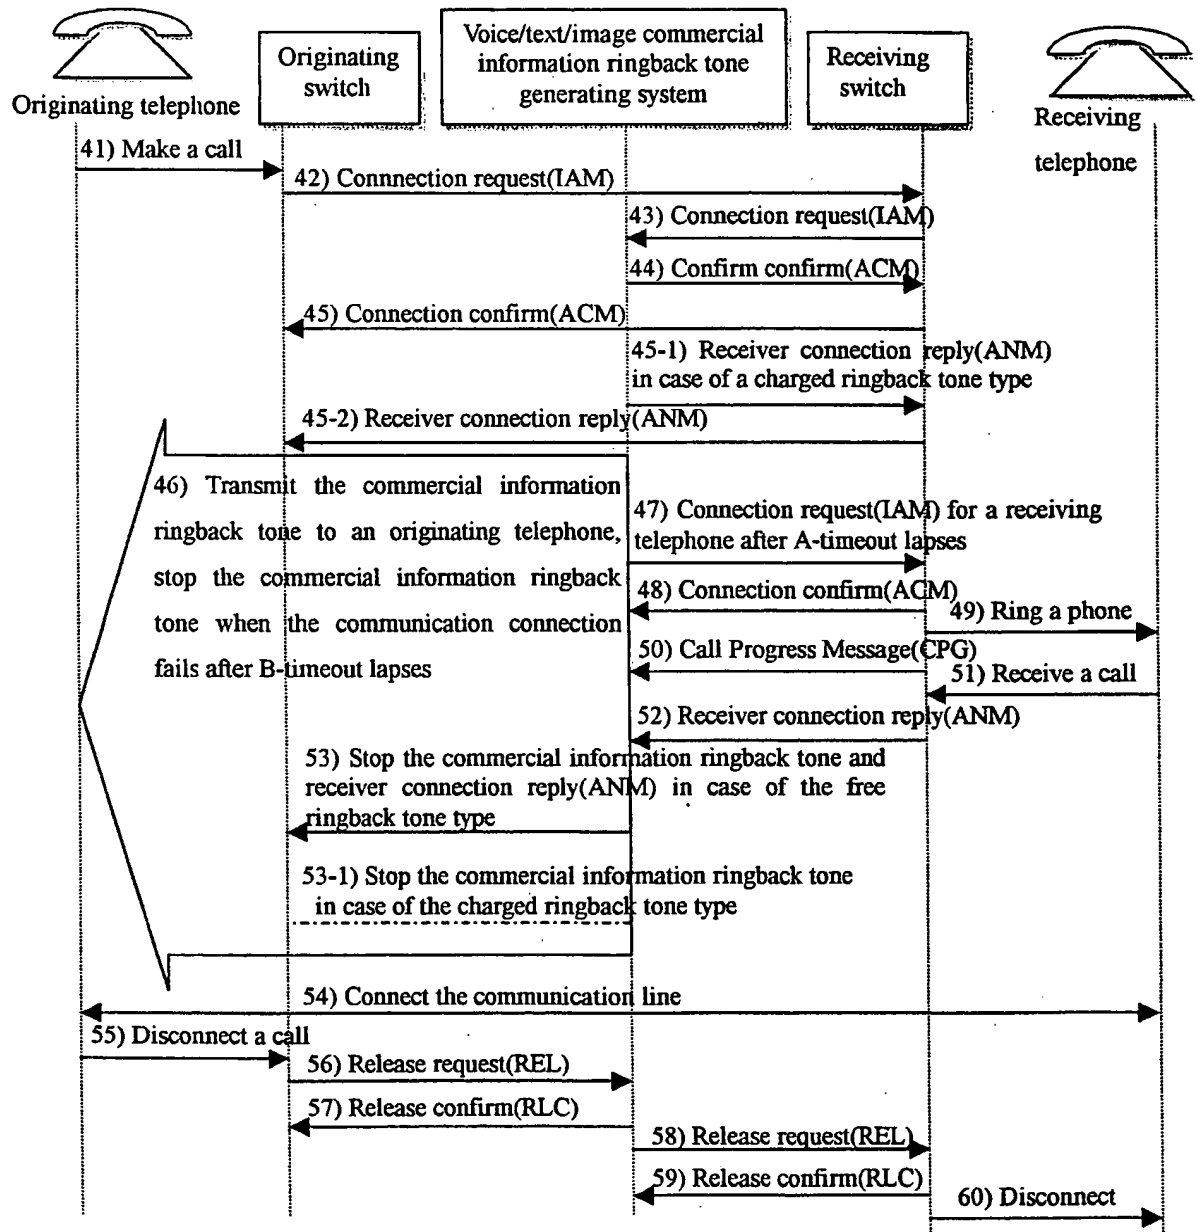 Originating telephone
Originating
switch
Voice/text/image commercial
information ringback tone
generating system
Receiving
switch
Receiving
telephone
41) Make a call
42) Connnection request(IAM)
43) Connection request(IAM)
44) Confirm confirm(ACM)
45) Connection confirm(ACM)
45-1) Receiver connection reply(ANM)
in case of a charged ringback tone type
45-2) Receiver connection reply(ANM)
46) Transmit the commercial information
ringback tone to an originating telephone,
stop the commercial information ringback
tone when the communication connection
fails after B-timeout lapses
47) Connection request(IAM) for a receiving
telephone after A-timeout lapses
48) Connection confirm(ACM)
49) Ring a phone
50) Call Progress Message(CPG)
51) Receive a call
52) Receiver connection reply(ANM)
53) Stop the commercial information ringback tone and
receiver connection reply(ANM) in case of the free
ringback tone type
53-1) Stop the commercial information ringback tone
in case of the charged ringback tone type
54) Connect the communication line
55) Disconnect a call
56) Release request(REL)
57) Release confirm(RLC)
58) Release request(REL)
59) Release confirm(RLC)
60) Disconnect